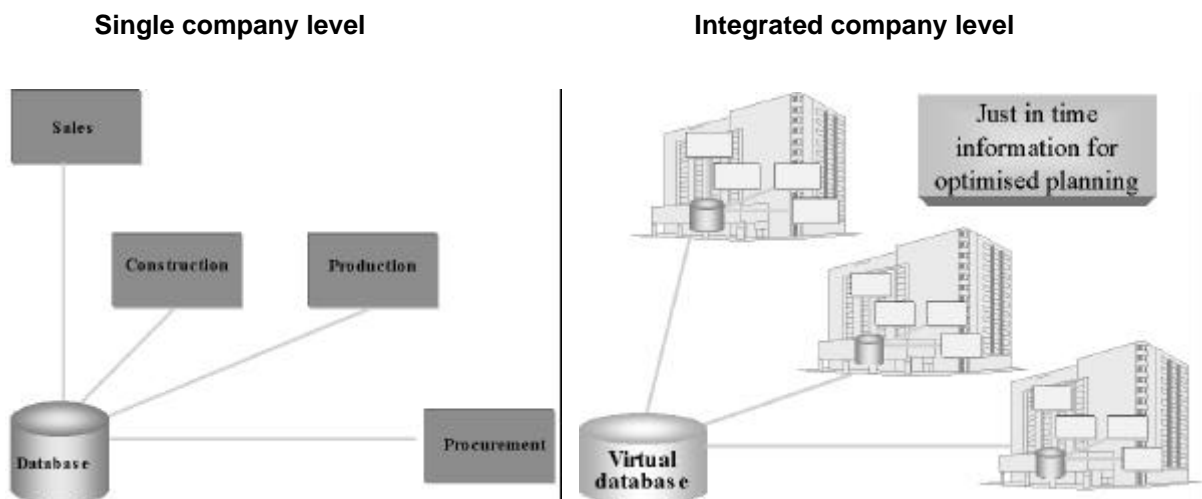 Single company level
Integrated company level
Sales
Construction
Production
Database
Procurement
Just in time
information for
optimised planning
Virtual
database